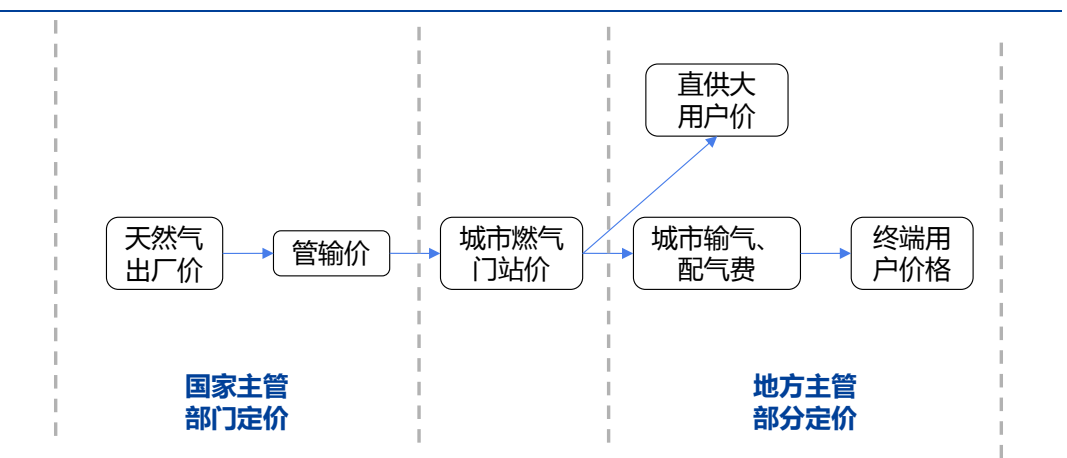 直供大
用户价
天然气
出厂价
管输价
城市燃气
门站价
城市输气、
配气费
终端用
户价格
国家主管
部门定价
地方主管
部分定价